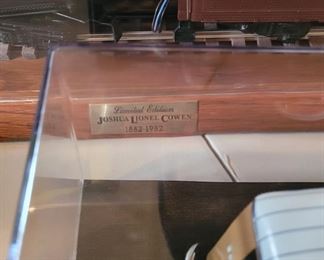 Limited Edition
JOSHUA LIONEL COWEN
1882-1982